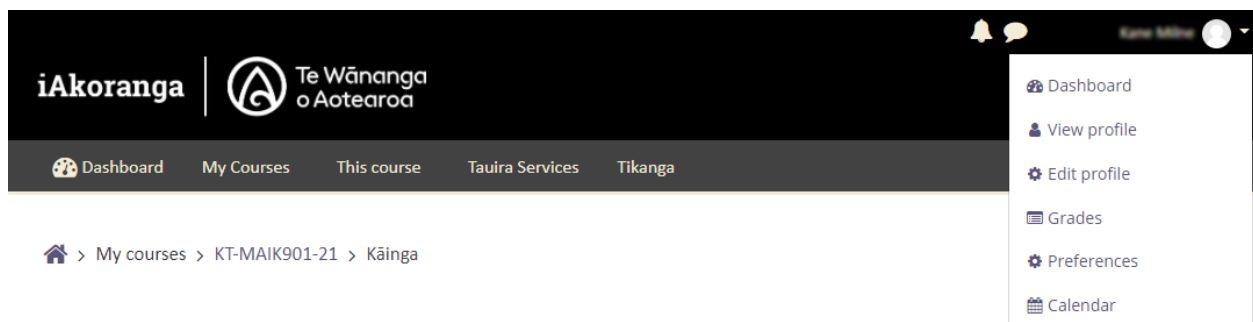 iAkoranga
Te Wānanga
o Aotearoa
Dashboard My Courses This course Tauira Services Tikanga
> My courses > KT-MAIK901-21 > Kāinga
Dashboard
View profile
Edit profile
Grades
Preferences
Calendar